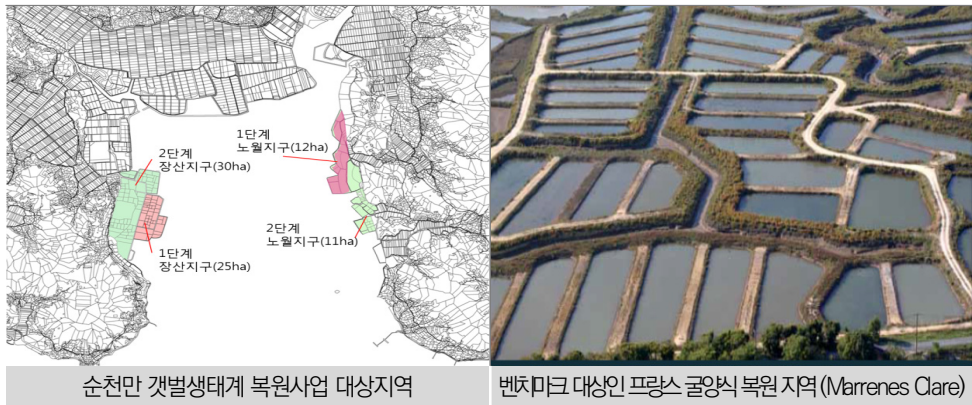 2단계
장산지구(30ha)
1단계
장산지구(25ha)
1단계
노월지구(12ha)
2단계
노월지구(11ha)
순천만 갯벌생태계 복원사업 대상지역
벤치마크 대상인 프랑스 굴양식 복원 지역(Marrenes Clare)